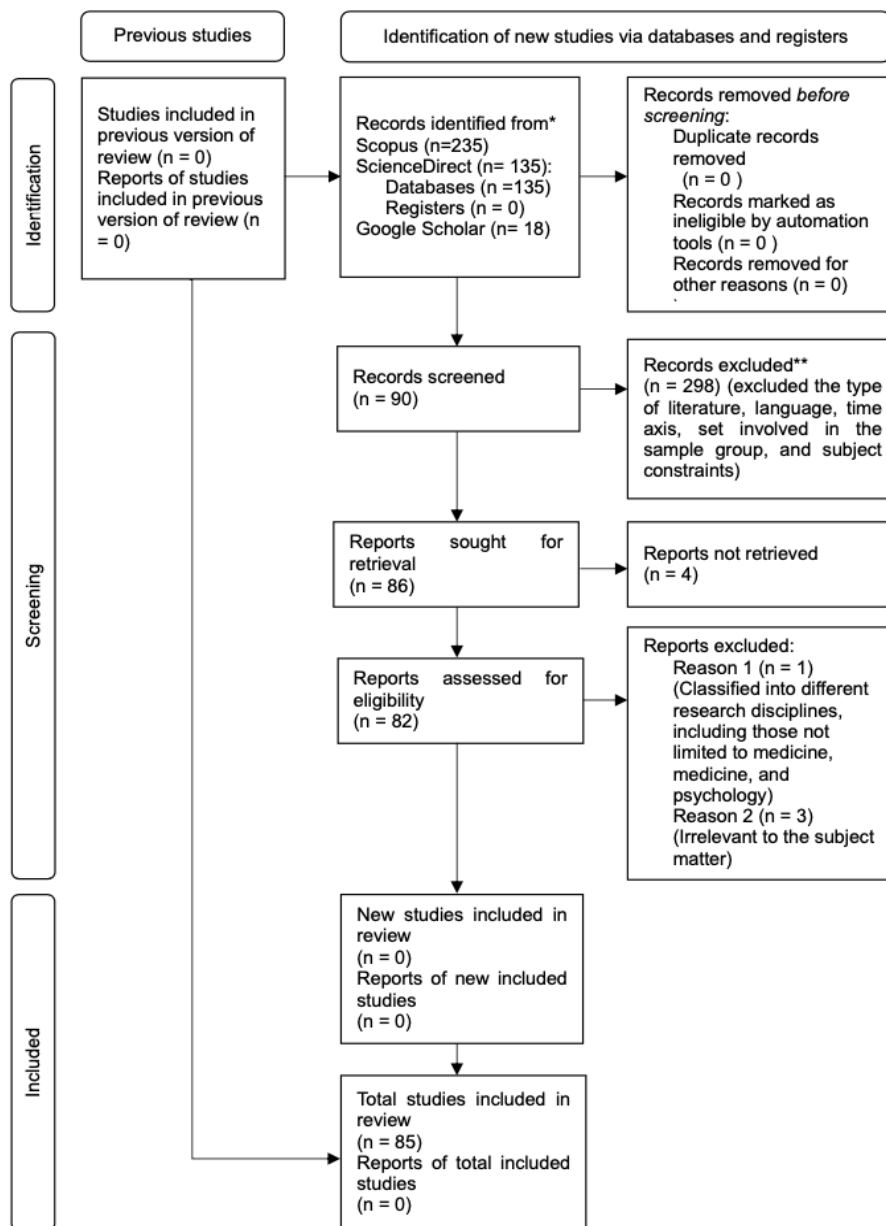 Previous studies
Identification of new studies via databases and registers
Identification
Studies included in
previous version of
review (n = 0)
Reports of studies
included in previous
version of review (n
= 0)
Records identified from*
Scopus (n=235)
ScienceDirect (n= 135):
Databases (n =135)
Registers (n = 0)
Google Scholar (n= 18)
Records removed before
screening:
Duplicate records
removed
(n = 0 )
Records marked as
ineligible by automation
tools (n = 0 )
Records removed for
other reasons (n = 0)
Screening
Records screened
(n = 90)
Records excluded**
(n = 298) (excluded the type
of literature, language, time
axis, set involved in the
sample group, and subject
constraints)
Reports sought for
retrieval
(n = 86)
Reports not retrieved
(n = 4)
Reports assessed for
eligibility
(n = 82)
Reports excluded:
Reason 1 (n = 1)
(Classified into different
research disciplines,
including those not
limited to medicine,
medicine, and
psychology)
Reason 2 (n = 3)
(Irrelevant to the subject
matter)
Included
New studies included in
review
(n = 0)
Reports of new included
studies
(n = 0)
Total studies included in
review
(n = 85)
Reports of total included
studies
(n = 0)